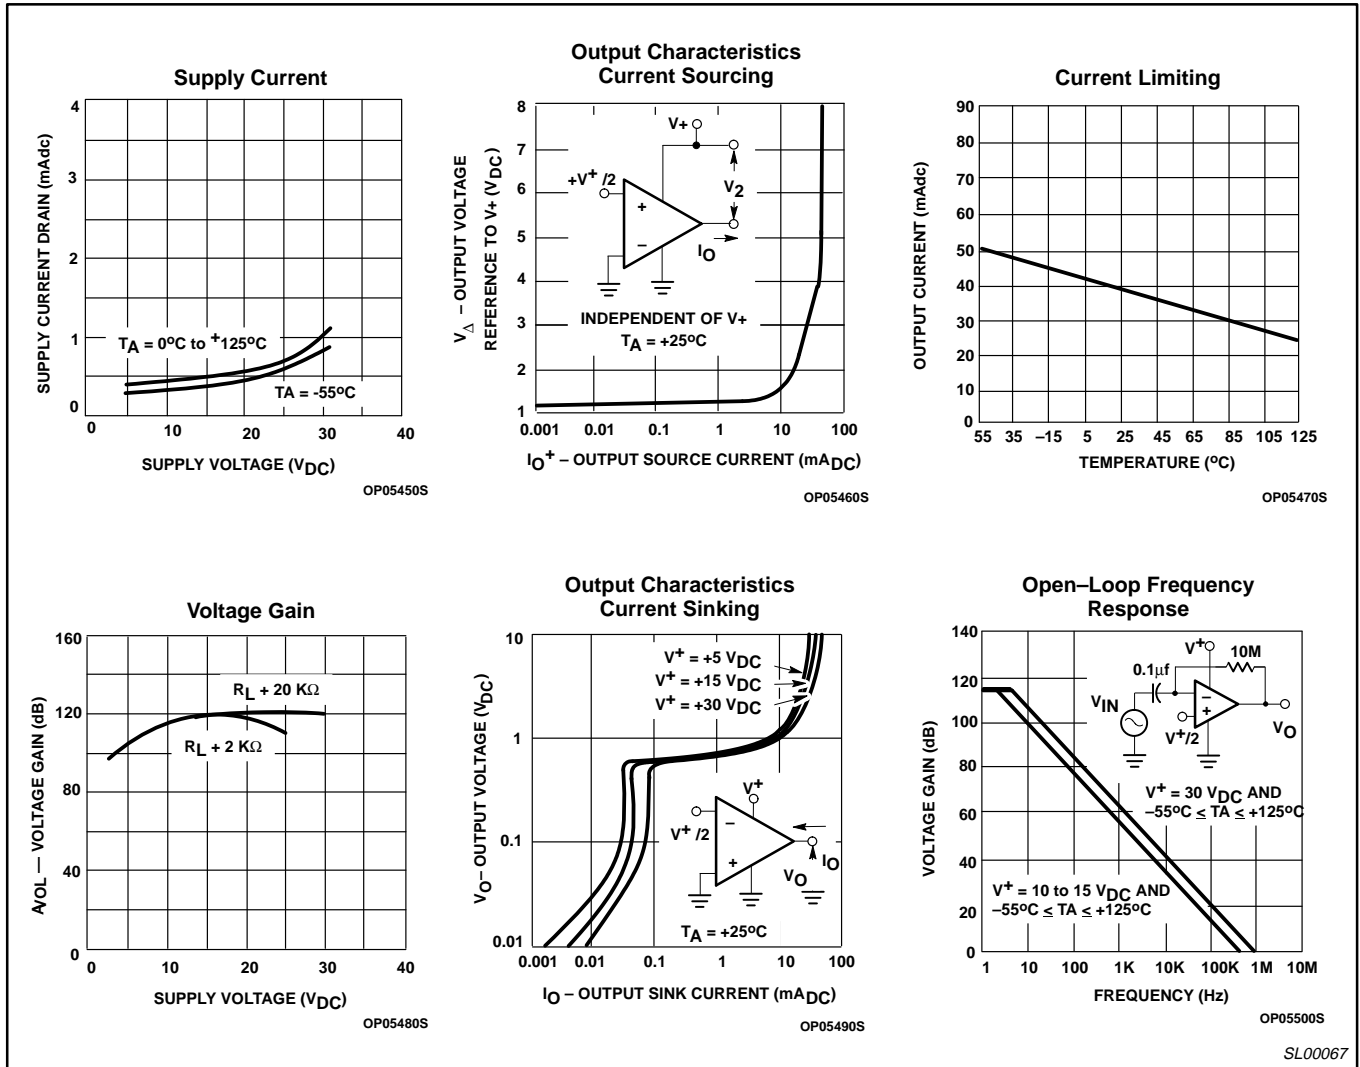 Supply Current
SUPPLY CURRENT DRAIN (mAdc)
4
3
2
1
0
TA = 0°C to +125°C
TA = -55°C
0 10 20 30 40
SUPPLY VOLTAGE (VDC)
OP05450S
Output Characteristics
Current Sourcing
V∆ – OUTPUT VOLTAGE
REFERENCE TO V+ (VDC)
8
7
6
5
4
3
2
1
V+
+V+ /2
+
–
V2
IO
INDEPENDENT OF V+
TA = +25°C
0.001 0.01 0.1 1 10 100
IO+ – OUTPUT SOURCE CURRENT (mADC)
OP05460S
Current Limiting
OUTPUT CURRENT (mAdc)
90
80
70
60
50
40
30
20
10
0
55 35 –15 5 25 45 65 85 105 125
TEMPERATURE (°C)
OP05470S
Voltage Gain
AVOL — VOLTAGE GAIN (dB)
160
120
80
40
0
RL + 20 KΩ
RL + 2 KΩ
0 10 20 30 40
SUPPLY VOLTAGE (VDC)
OP05480S
Output Characteristics
Current Sinking
VO – OUTPUT VOLTAGE (VDC)
10
1
0.1
0.01
V+ = +5 VDC
V+ = +15 VDC
V+ = +30 VDC
V+
V+ /2
–
+
IO
VO
TA = +25°C
0.001 0.01 0.1 1 10 100
IO – OUTPUT SINK CURRENT (mADC)
OP05490S
Open–Loop Frequency
Response
VOLTAGE GAIN (dB)
140
120
100
80
60
40
20
0
V+
10M
0.1µf
VIN
–
+
V+/2
VO
V+ = 30 VDC AND
–55°C ≤ TA ≤ +125°C
V+ = 10 to 15 VDC AND
–55°C ≤ TA ≤ +125°C
1 10 100 1K 10K 100K 1M 10M
FREQUENCY (Hz)
OP05500S
SL00067